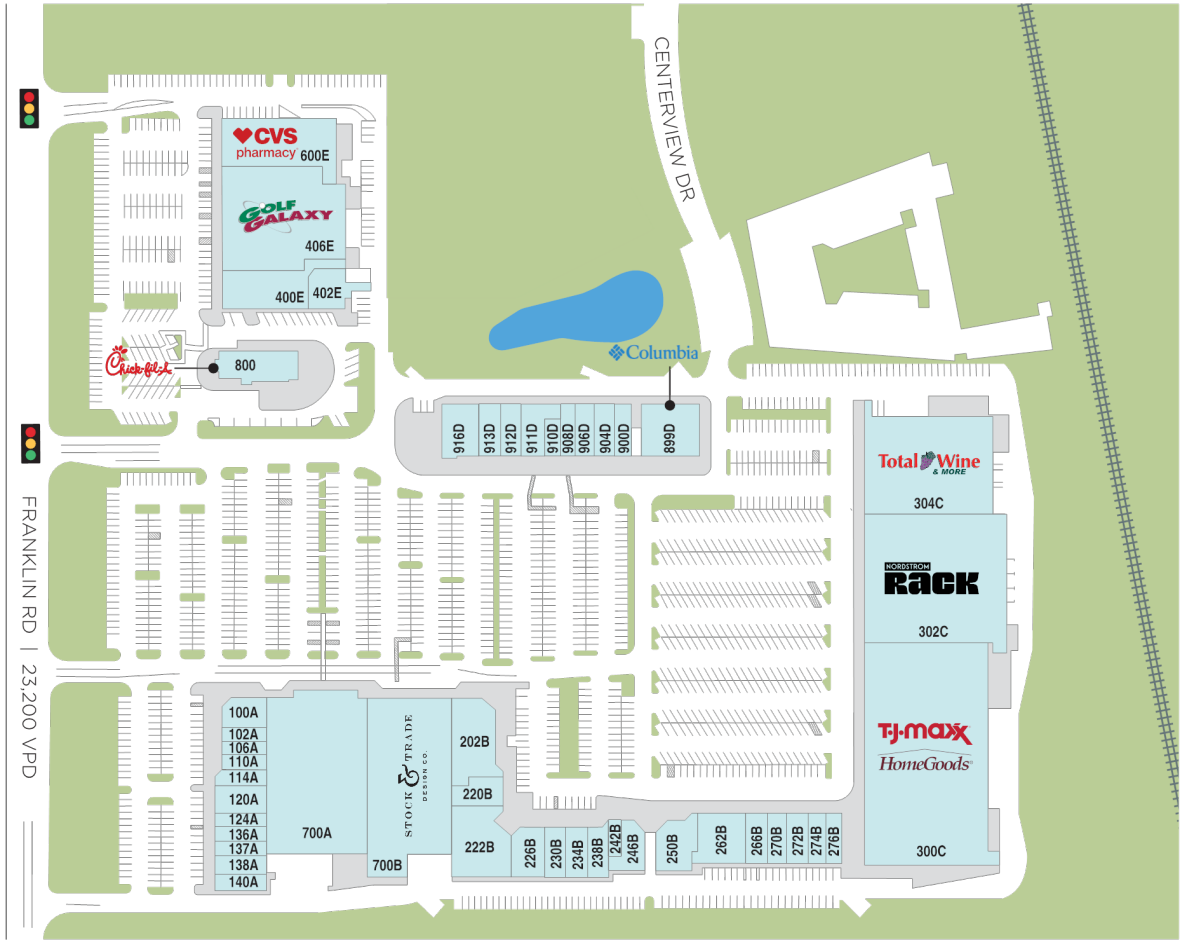 CENTERVIEW DR
CVS
pharmacy
600E
GOLF
GALAXY
406E
400E
402E
Chick-fil-A
800
Columbia
916D
913D
912D
911D
910D
908D
906D
904D
900D
899D
Total Wine
& MORE
304C
NORDSTROM
RACK
302C
T·J·maxx
HomeGoods
300C
FRANKLIN RD | 23,200 VPD
100A
102A
106A
110A
114A
120A
124A
136A
137A
138A
140A
700A
STOCK & TRADE
DESIGN CO.
700B
202B
220B
222B
226B
230B
234B
238B
242B
246B
250B
262B
266B
270B
272B
274B
276B